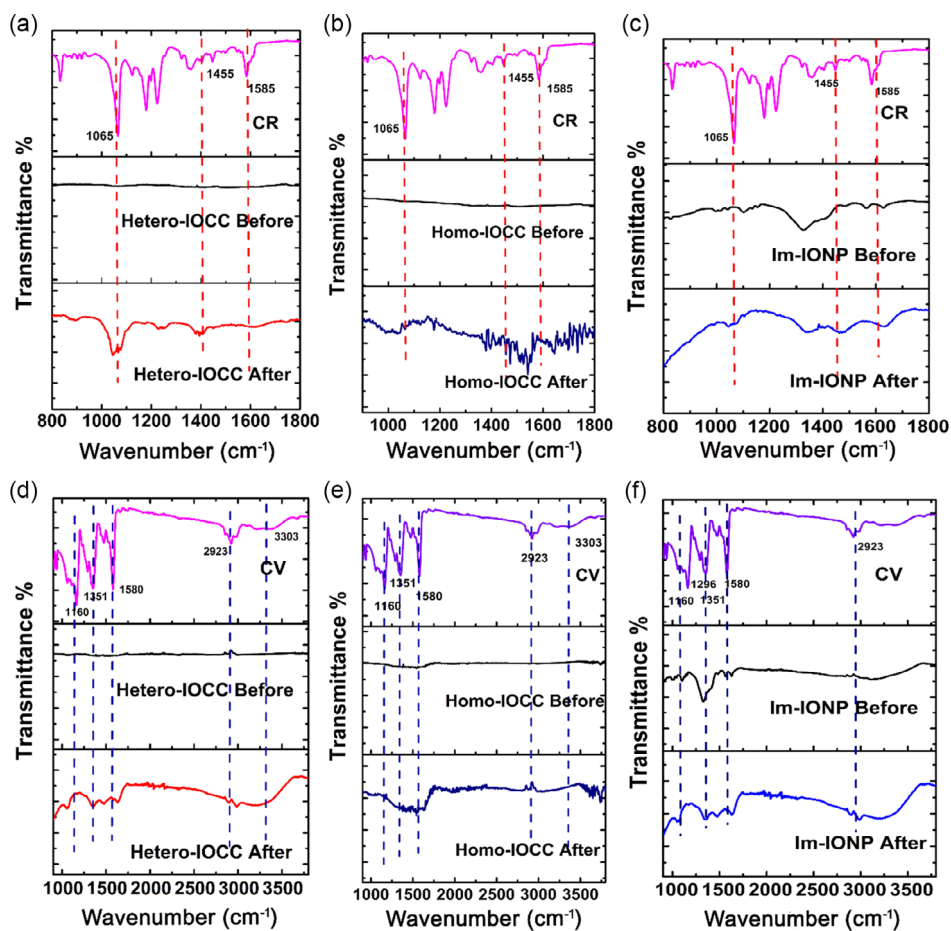 (a)
Transmittance %
1065
1455
1585
CR
Hetero-IOCC Before
Hetero-IOCC After
800 1000 1200 1400 1600 1800
Wavenumber (cm⁻¹)
(b)
Transmittance %
1065
1455
1585
CR
Homo-IOCC Before
Homo-IOCC After
1000 1200 1400 1600 1800
Wavenumber (cm⁻¹)
(c)
Transmittance %
1065
1455
1585
CR
Im-IONP Before
Im-IONP After
800 1000 1200 1400 1600 1800
Wavenumber (cm⁻¹)
(d)
Transmittance %
1160
1351
1580
2923
3303
CV
Hetero-IOCC Before
Hetero-IOCC After
1000 1500 2000 2500 3000 3500
Wavenumber (cm⁻¹)
(e)
Transmittance %
1160
1351
1580
2923
3303
CV
Homo-IOCC Before
Homo-IOCC After
1000 1500 2000 2500 3000 3500
Wavenumber (cm⁻¹)
(f)
Transmittance %
1160
1296
1351
1580
2923
CV
Im-IONP Before
Im-IONP After
1000 1500 2000 2500 3000 3500
Wavenumber (cm⁻¹)